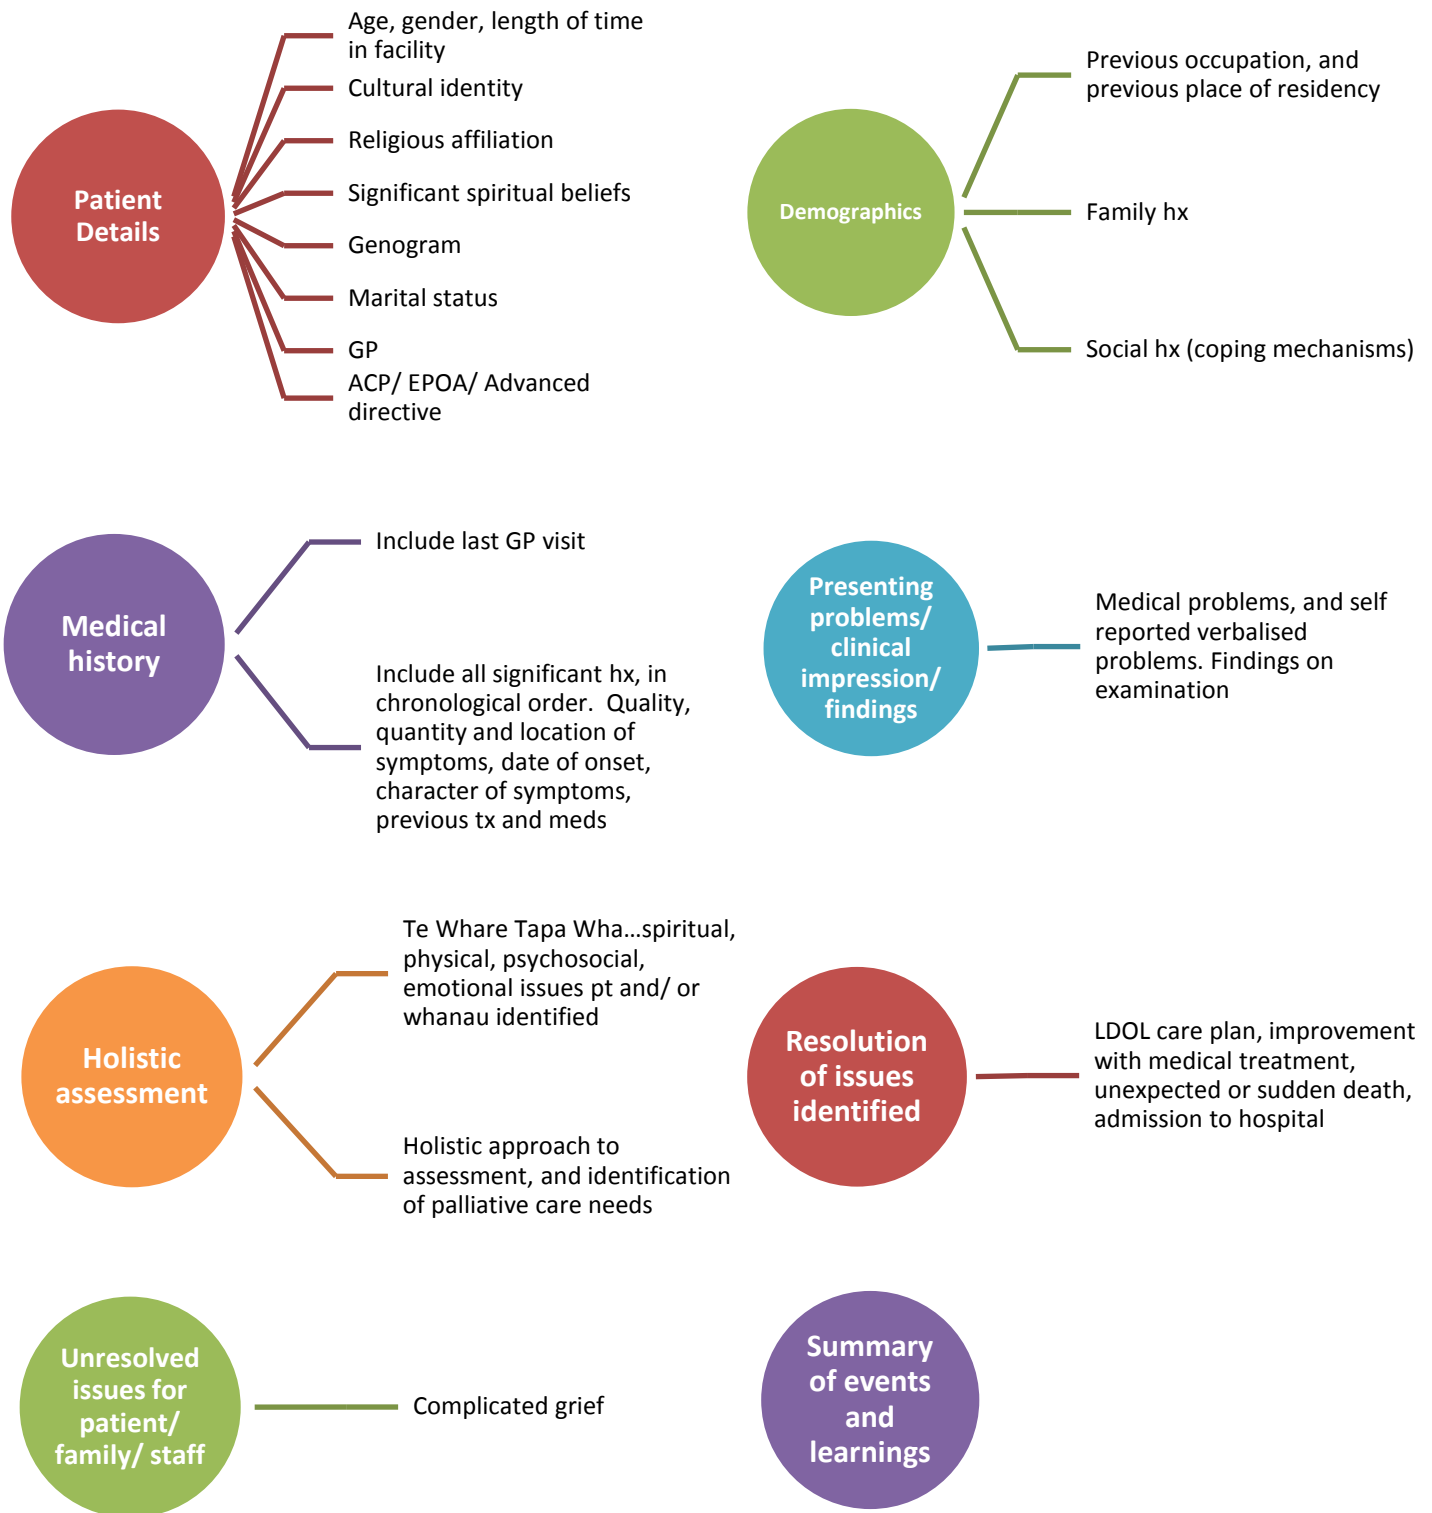 Patient
Details
Age, gender, length of time
in facility
Cultural identity
Religious affiliation
Significant spiritual beliefs
Genogram
Marital status
GP
ACP/ EPOA/ Advanced
directive
Demographics
Previous occupation, and
previous place of residency
Family hx
Social hx (coping mechanisms)
Medical
history
Include last GP visit
Include all significant hx, in
chronological order.  Quality,
quantity and location of
symptoms, date of onset,
character of symptoms,
previous tx and meds
Presenting
problems/
clinical
impression/
findings
Medical problems, and self
reported verbalised
problems. Findings on
examination
Holistic
assessment
Te Whare Tapa Wha...spiritual,
physical, psychosocial,
emotional issues pt and/ or
whanau identified
Holistic approach to
assessment, and identification
of palliative care needs
Resolution
of issues
identified
LDOL care plan, improvement
with medical treatment,
unexpected or sudden death,
admission to hospital
Unresolved
issues for
patient/
family/ staff
Complicated grief
Summary
of events
and
learnings